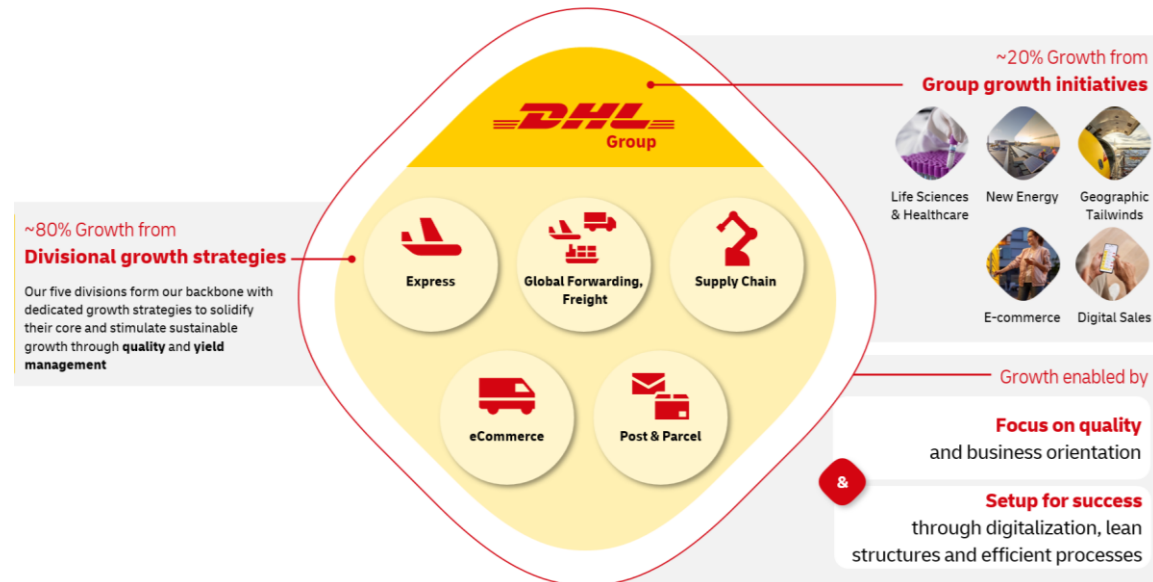 DHL
Group
~20% Growth from
Group growth initiatives
Life Sciences
& Healthcare
New Energy
Geographic
Tailwinds
E-commerce
Digital Sales
~80% Growth from
Divisional growth strategies
Our five divisions form our backbone with
dedicated growth strategies to solidify
their core and stimulate sustainable
growth through quality and yield
management
Express
Global Forwarding,
Freight
Supply Chain
eCommerce
Post & Parcel
Growth enabled by
Focus on quality
and business orientation
&
Setup for success
through digitalization, lean
structures and efficient processes